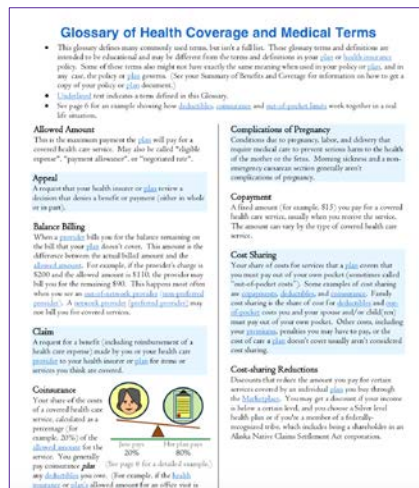 Glossary of Health Coverage and Medical Terms
• This glossary defines many commonly used terms, but isn't a full list. These glossary terms and definitions are
intended to be educational and may be different from the terms and definitions in your plan or health insurance
policy. Some of these terms also might not have exactly the same meaning when used in your policy or plan, and in
any case, the policy or plan governs. (See your Summary of Benefits and Coverage for information on how to get a
copy of your policy or plan document.)
• Underlined text indicates a term defined in this Glossary.
• See page 6 for an example showing how deductibles, coinsurance and out-of-pocket limits work together in a real
life situation.
Allowed Amount
This is the maximum payment the plan will pay for a
covered health care service. May also be called "eligible
expense", "payment allowance", or "negotiated rate".
Appeal
A request that your health insurer or plan review a
decision that denies a benefit or payment (either in whole
or in part).
Balance Billing
When a provider bills you for the balance remaining on
the bill that your plan doesn't cover. This amount is the
difference between the actual billed amount and the
allowed amount. For example, if the provider's charge is
$200 and the allowed amount is $110, the provider may
bill you for the remaining $90. This happens most often
when you see an out-of-network provider (non-preferred
provider). A network provider (preferred provider) may
not bill you for covered services.
Claim
A request for a benefit (including reimbursement of a
health care expense) made by you or your health care
provider to your health insurer or plan for items or
services you think are covered.
Coinsurance
Your share of the costs
of a covered health care
service, calculated as a
percentage (for
example, 20%) of the
allowed amount for the
service. You generally
pay coinsurance plus
any deductibles you owe. (For example, if the health
insurance or plan's allowed amount for an office visit is
Jane pays
20%
Her plan pays
80%
(See page 6 for a detailed example.)
Complications of Pregnancy
Conditions due to pregnancy, labor, and delivery that
require medical care to prevent serious harm to the health
of the mother or the fetus. Morning sickness and a non-
emergency caesarean section generally aren't
complications of pregnancy.
Copayment
A fixed amount (for example, $15) you pay for a covered
health care service, usually when you receive the service.
The amount can vary by the type of covered health care
service.
Cost Sharing
Your share of costs for services that a plan covers that
you must pay out of your own pocket (sometimes called
"out-of-pocket costs"). Some examples of cost sharing
are copayments, deductibles, and coinsurance. Family
cost sharing is the share of cost for deductibles and out-
of-pocket costs you and your spouse and/or child(ren)
must pay out of your own pocket. Other costs, including
your premiums, penalties you may have to pay, or the
cost of care a plan doesn't cover usually aren't considered
cost sharing.
Cost-sharing Reductions
Discounts that reduce the amount you pay for certain
services covered by an individual plan you buy through
the Marketplace. You may get a discount if your income
is below a certain level, and you choose a Silver level
health plan or if you're a member of a federally-
recognized tribe, which includes being a shareholder in an
Alaska Native Claims Settlement Act corporation.